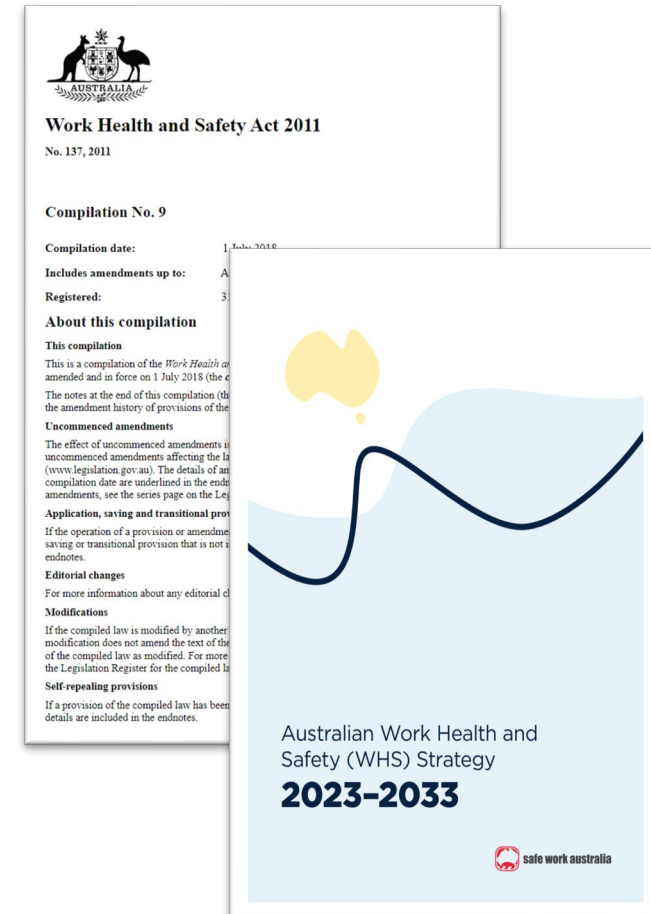 AUSTRALIA
Work Health and Safety Act 2011
No. 137, 2011
Compilation No. 9
Compilation date: 1 July 2018
Includes amendments up to: A
Registered: 3
About this compilation
This compilation
This is a compilation of the Work Health
amended and in force on 1 July 2018 (the
The notes at the end of this compilation
the amendment history of provisions of the
Uncommenced amendments
The effect of uncommenced amendments
uncommenced amendments affecting the
(www.legislation.gov.au). The details of
compilation date are underlined in the
amendments, see the series page on the
Application, saving and transitional
If the operation of a provision or
saving or transitional provision that is not
endnotes.
Editorial changes
For more information about any editorial
Modifications
If the compiled law is modified by another
modification does not amend the text of the
of the compiled law as modified. For more
the Legislation Register for the compiled
Self-repealing provisions
If a provision of the compiled law has been
details are included in the endnotes.
Australian Work Health and
Safety (WHS) Strategy
2023–2033
safe work australia